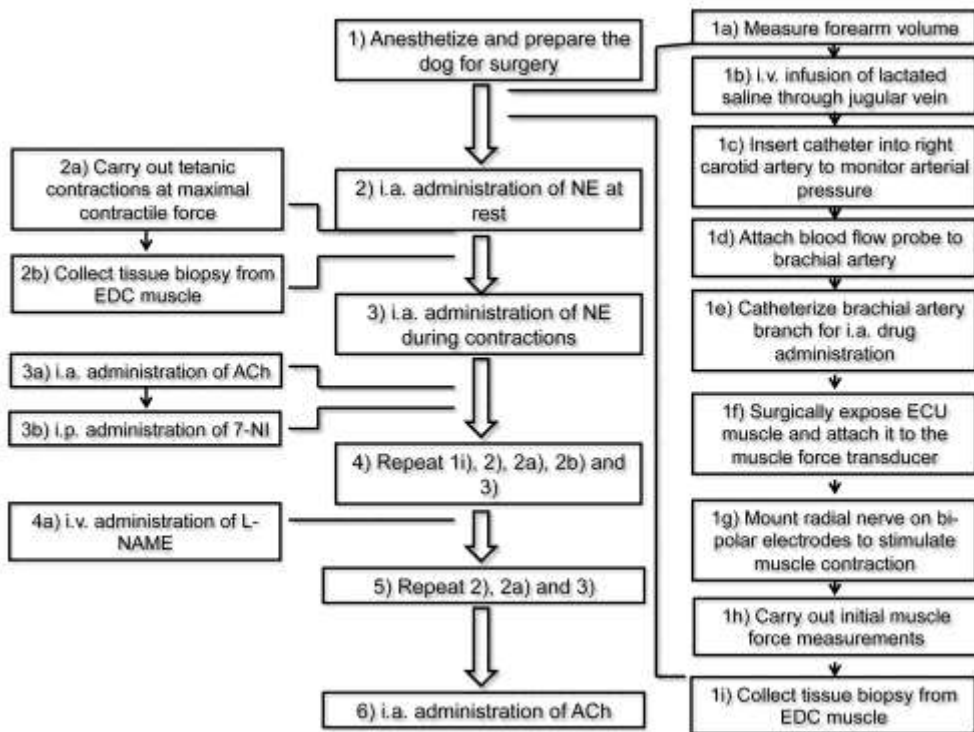 1) Anesthetize and prepare the
dog for surgery
2) i.a. administration of NE at
rest
3) i.a. administration of NE
during contractions
4) Repeat 1i), 2), 2a), 2b) and
3)
5) Repeat 2), 2a) and 3)
6) i.a. administration of ACh
2a) Carry out tetanic
contractions at maximal
contractile force
2b) Collect tissue biopsy from
EDC muscle
3a) i.a. administration of ACh
3b) i.p. administration of 7-NI
4a) i.v. administration of L-
NAME
1a) Measure forearm volume
1b) i.v. infusion of lactated
saline through jugular vein
1c) Insert catheter into right
carotid artery to monitor arterial
pressure
1d) Attach blood flow probe to
brachial artery
1e) Catheterize brachial artery
branch for i.a. drug
administration
1f) Surgically expose ECU
muscle and attach it to the
muscle force transducer
1g) Mount radial nerve on bi-
polar electrodes to stimulate
muscle contraction
1h) Carry out initial muscle
force measurements
1i) Collect tissue biopsy from
EDC muscle